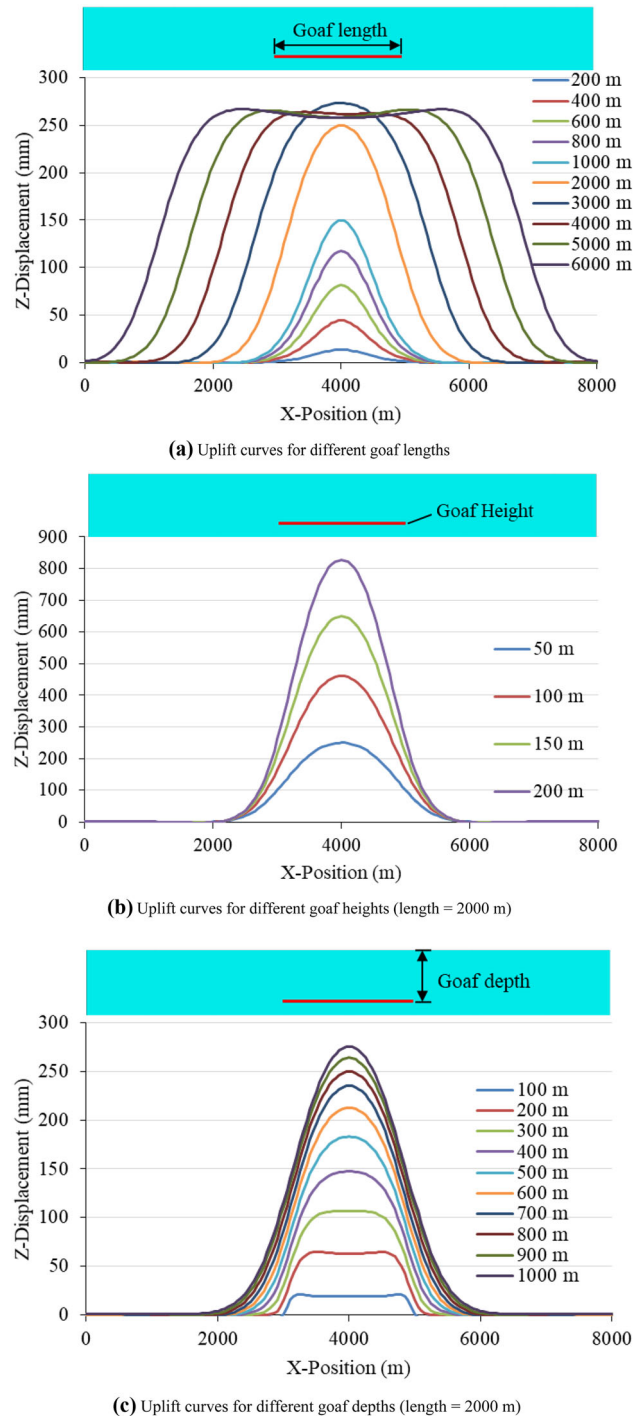 Goaf length
Z-Displacement (mm)
300
250
200
150
100
50
0
200 m
400 m
600 m
800 m
1000 m
2000 m
3000 m
4000 m
5000 m
6000 m
0 2000 4000 6000 8000
X-Position (m)
(a) Uplift curves for different goaf lengths
Goaf Height
Z-Displacement (mm)
900
800
700
600
500
400
300
200
100
0
50 m
100 m
150 m
200 m
0 2000 4000 6000 8000
X-Position (m)
(b) Uplift curves for different goaf heights (length = 2000 m)
Goaf depth
Z-Displacement (mm)
300
250
200
150
100
50
0
100 m
200 m
300 m
400 m
500 m
600 m
700 m
800 m
900 m
1000 m
0 2000 4000 6000 8000
X-Position (m)
(c) Uplift curves for different goaf depths (length = 2000 m)